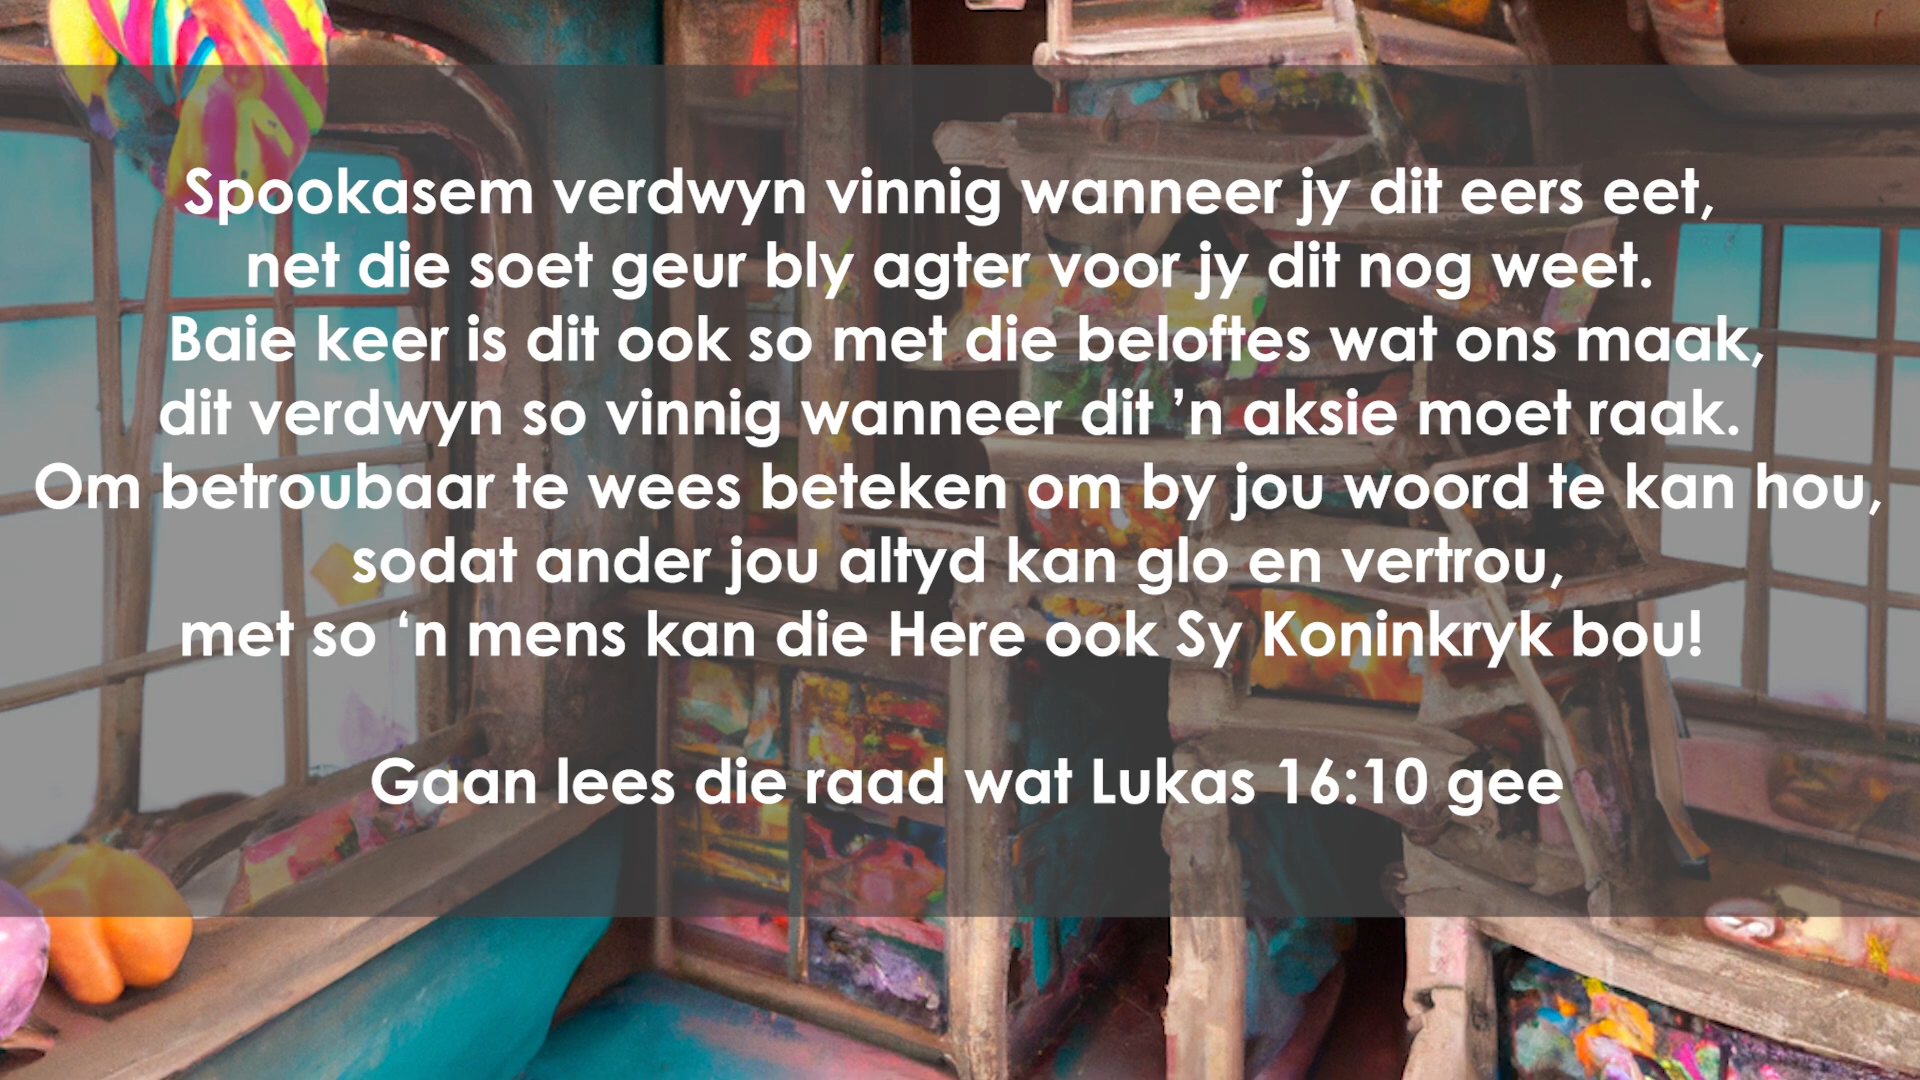 Spookasem verdwyn vinnig wanneer jy dit eers eet,
net die soet geur bly agter voor jy dit nog weet.
Baie keer is dit ook so met die beloftes wat ons maak,
dit verdwyn so vinnig wanneer dit ’n aksie moet raak.
Om betroubaar te wees beteken om by jou woord te kan hou,
sodat ander jou altyd kan glo en vertrou,
met so ‘n mens kan die Here ook Sy Koninkryk bou!
Gaan lees die raad wat Lukas 16:10 gee